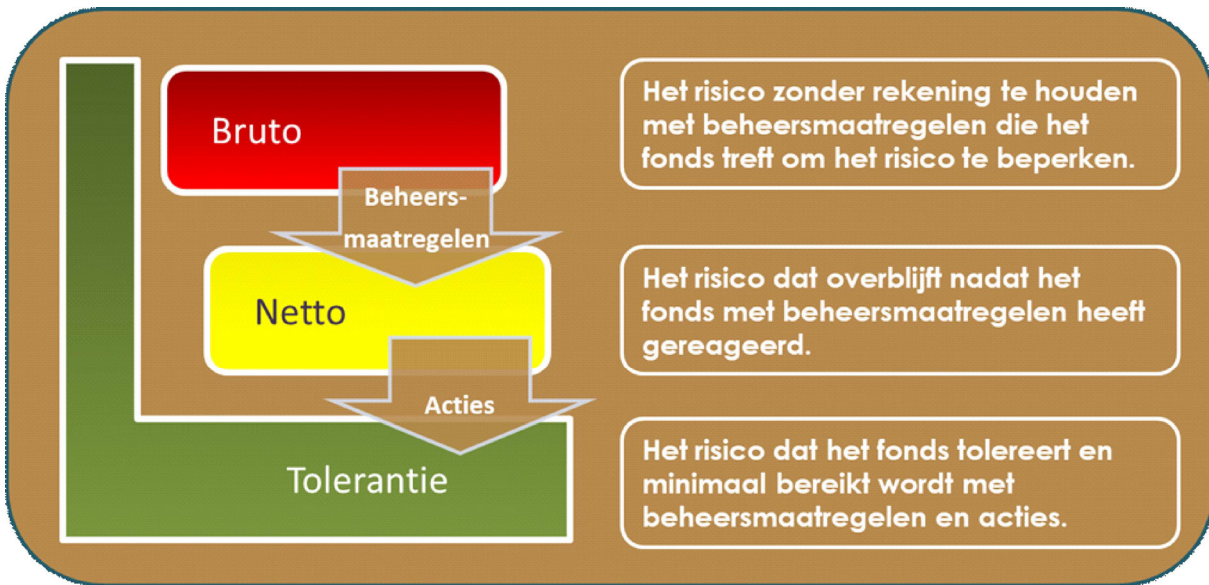 Bruto
Het risico zonder rekening te houden
met beheersmaatregelen die het
fonds treft om het risico te beperken.
Beheers-
maatregelen
Netto
Het risico dat overblijft nadat het
fonds met beheersmaatregelen heeft
gereageerd.
Acties
Tolerantie
Het risico dat het fonds tolereert en
minimaal bereikt wordt met
beheersmaatregelen en acties.